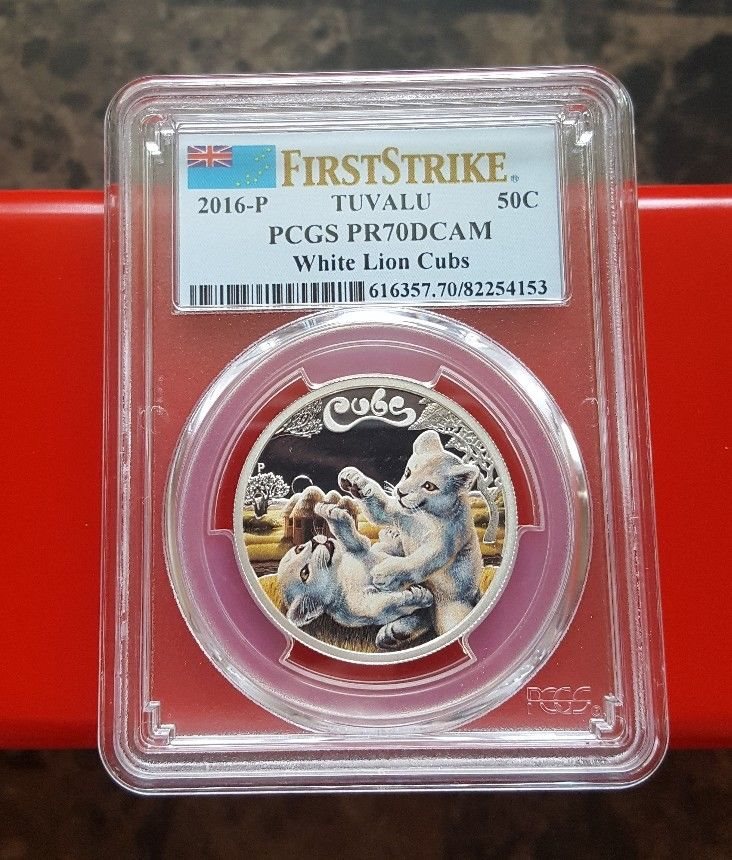 FIRSTSTRIKE®
2016-P TUVALU 50C
PCGS PR70DCAM
White Lion Cubs
616357.70/82254153
Cubs
P
PCGS